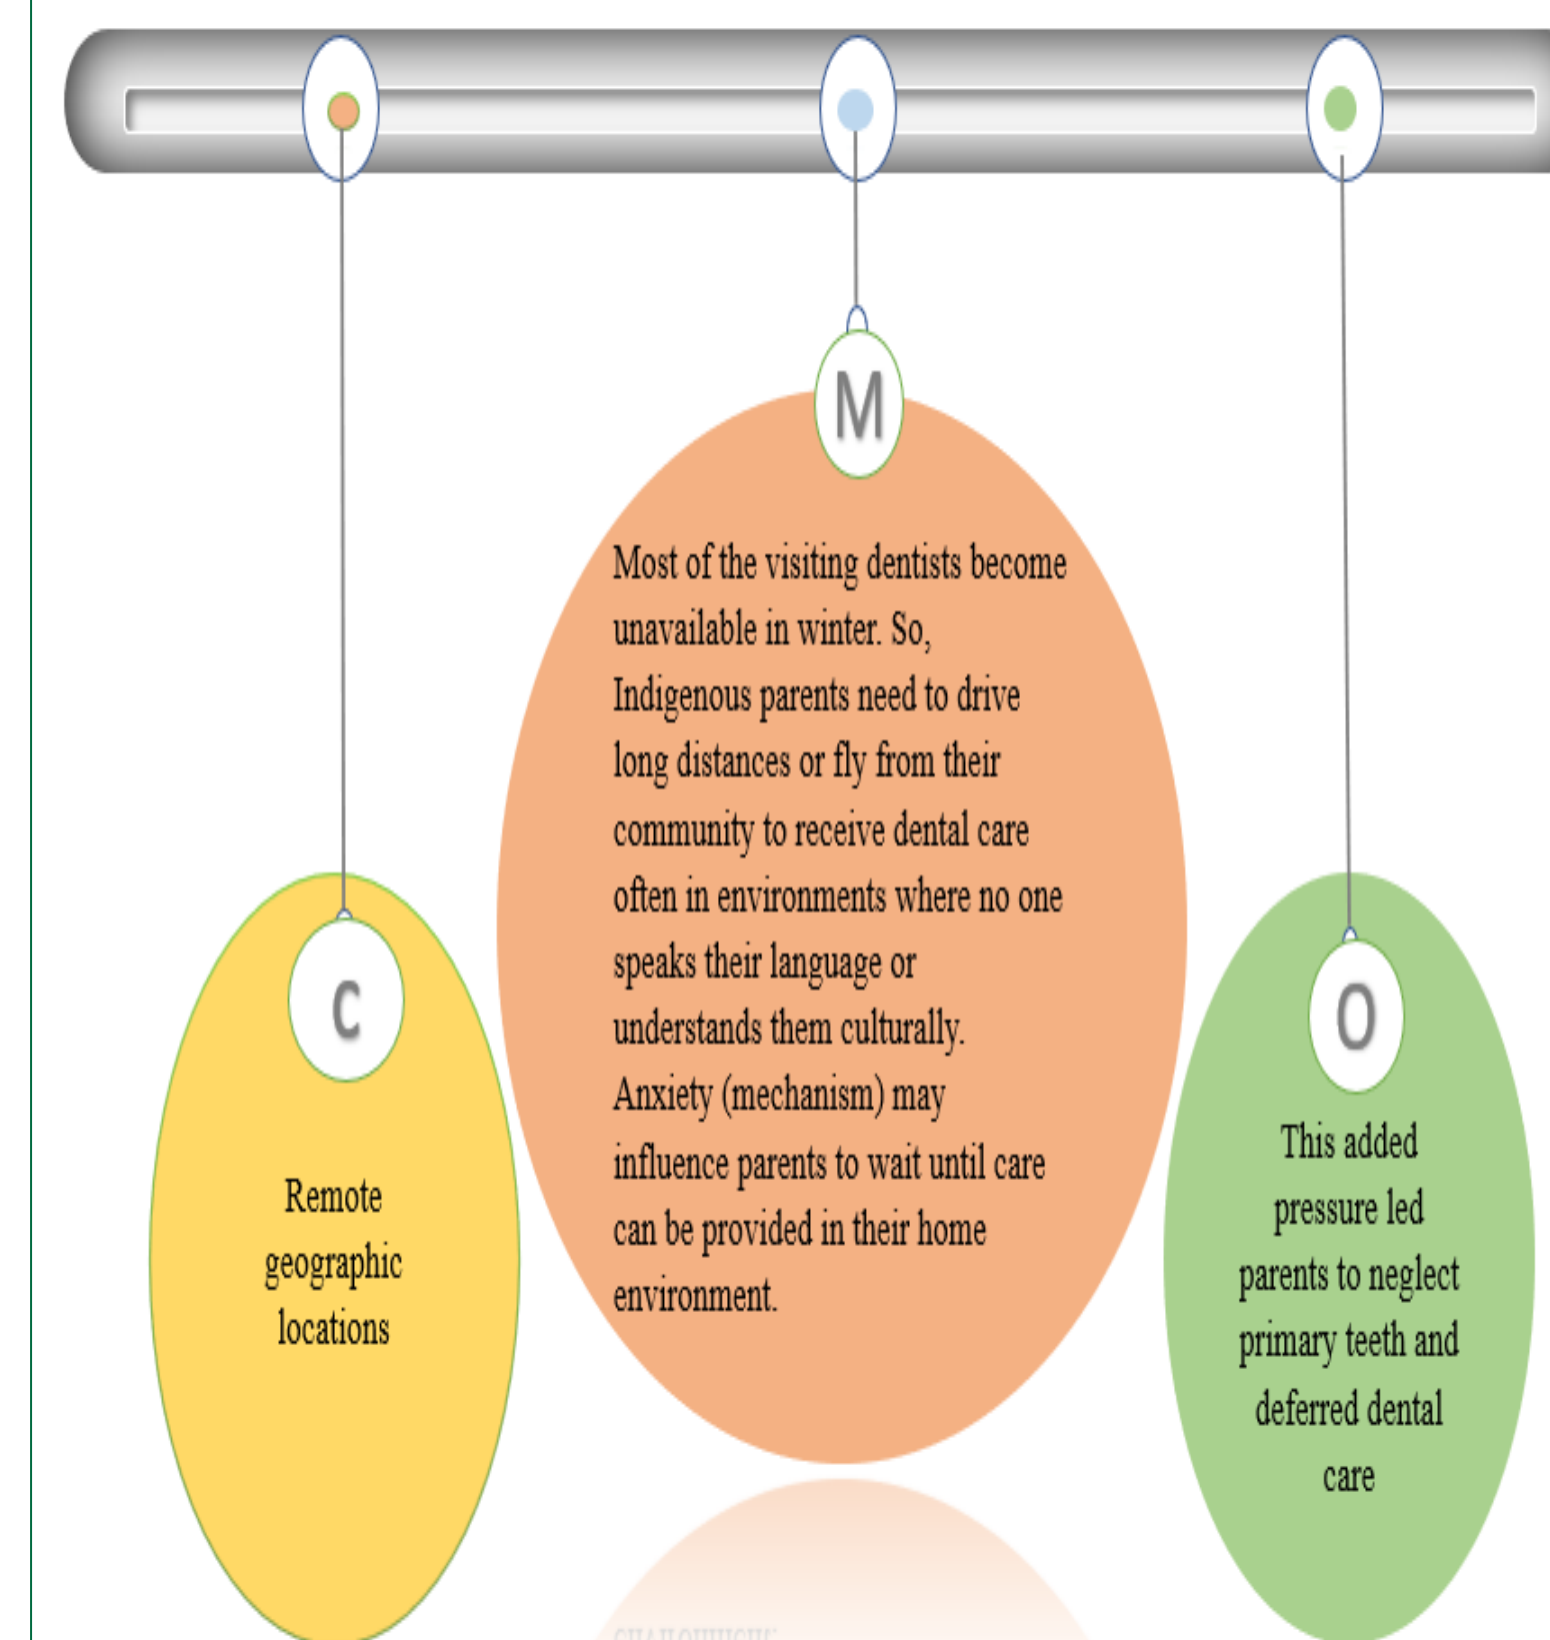 M
Most of the visiting dentists become
unavailable in winter. So,
Indigenous parents need to drive
long distances or fly from their
community to receive dental care
often in environments where no one
speaks their language or
understands them culturally.
Anxiety (mechanism) may
influence parents to wait until care
can be provided in their home
environment.
C
Remote
geographic
locations
O
This added
pressure led
parents to neglect
primary teeth and
deferred dental
care